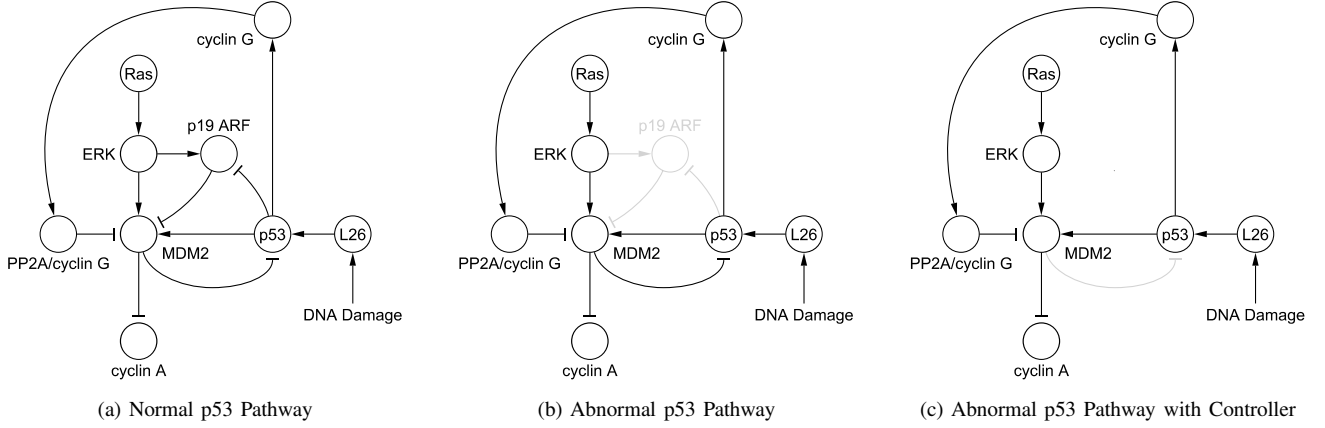 cyclin G
Ras
p19 ARF
ERK
p53
L26
MDM2
PP2A/cyclin G
DNA Damage
cyclin A
(a) Normal p53 Pathway
cyclin G
Ras
p19 ARF
ERK
p53
L26
MDM2
PP2A/cyclin G
DNA Damage
cyclin A
(b) Abnormal p53 Pathway
cyclin G
Ras
ERK
p53
L26
MDM2
PP2A/cyclin G
DNA Damage
cyclin A
(c) Abnormal p53 Pathway with Controller